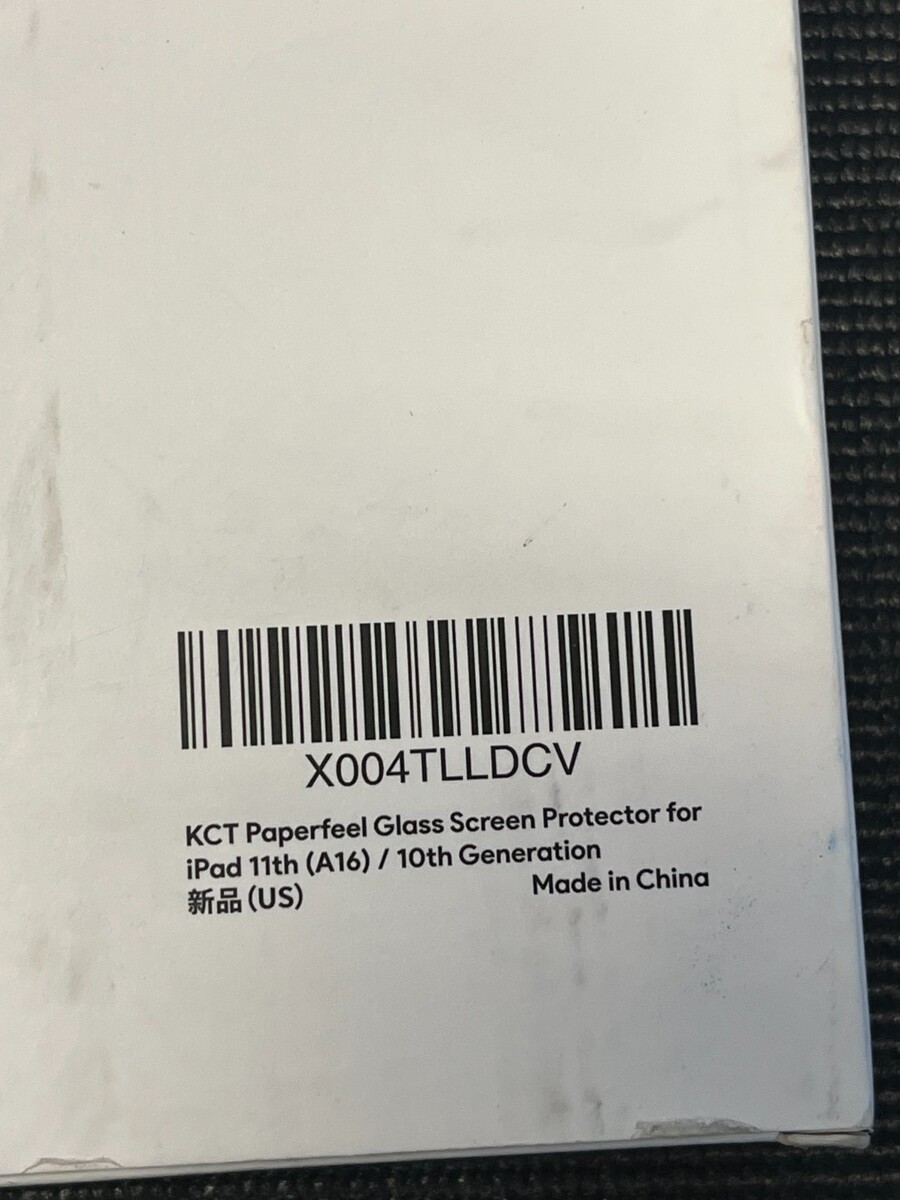 X004TLLDCV
KCT Paperfeel Glass Screen Protector for
iPad 11th (A16) / 10th Generation
新品 (US) Made in China